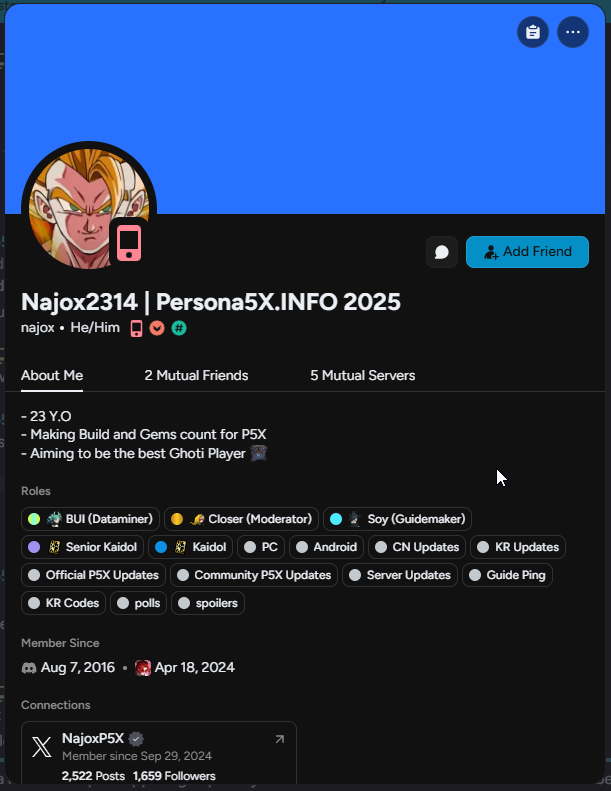 Add Friend
Najox2314 | Persona5X.INFO 2025
najox • He/Him
About Me 2 Mutual Friends 5 Mutual Servers
- 23 Y.O
- Making Build and Gems count for P5X
- Aiming to be the best Ghoti Player
Roles
BUI (Dataminer) Closer (Moderator) Soy (Guidemaker)
Senior Kaidol Kaidol PC Android CN Updates KR Updates
Official P5X Updates Community P5X Updates Server Updates Guide Ping
KR Codes polls spoilers
Member Since
Aug 7, 2016 • Apr 18, 2024
Connections
NajoxP5X
Member since Sep 29, 2024
2,522 Posts 1,659 Followers